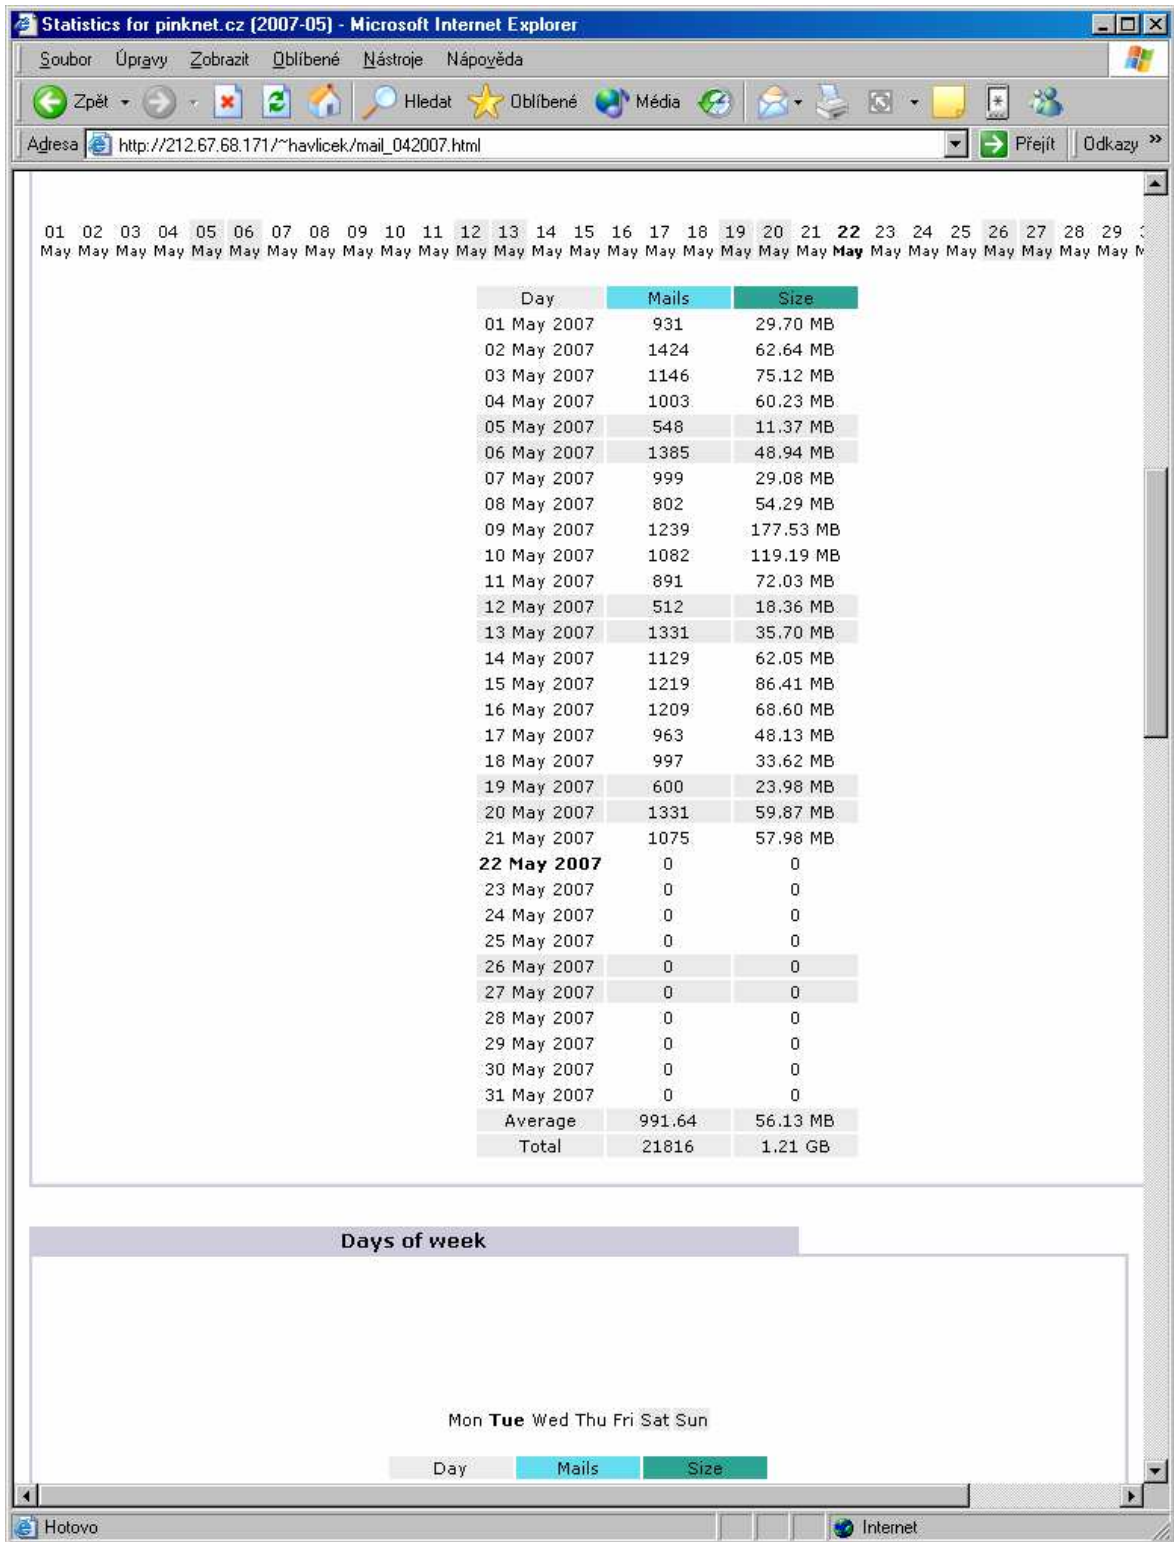 Statistics for pinknet.cz (2007-05) - Microsoft Internet Explorer
Soubor Úpravy Zobrazit Oblíbené Nástroje Nápověda
Zpět Hledat Oblíbené Média
Adresa http://212.67.68.171/~havlicek/mail_042007.html Přejít Odkazy »
01 02 03 04 05 06 07 08 09 10 11 12 13 14 15 16 17 18 19 20 21 22 23 24 25 26 27 28 29
May May May May May May May May May May May May May May May May May May May May May May May May May May May May May
Day Mails Size
01 May 2007 931 29.70 MB
02 May 2007 1424 62.64 MB
03 May 2007 1146 75.12 MB
04 May 2007 1003 60.23 MB
05 May 2007 548 11.37 MB
06 May 2007 1385 48.94 MB
07 May 2007 999 29.08 MB
08 May 2007 802 54.29 MB
09 May 2007 1239 177.53 MB
10 May 2007 1082 119.19 MB
11 May 2007 891 72.03 MB
12 May 2007 512 18.36 MB
13 May 2007 1331 35.70 MB
14 May 2007 1129 62.05 MB
15 May 2007 1219 86.41 MB
16 May 2007 1209 68.60 MB
17 May 2007 963 48.13 MB
18 May 2007 997 33.62 MB
19 May 2007 600 23.98 MB
20 May 2007 1331 59.87 MB
21 May 2007 1075 57.98 MB
22 May 2007 0 0
23 May 2007 0 0
24 May 2007 0 0
25 May 2007 0 0
26 May 2007 0 0
27 May 2007 0 0
28 May 2007 0 0
29 May 2007 0 0
30 May 2007 0 0
31 May 2007 0 0
Average 991.64 56.13 MB
Total 21816 1.21 GB
Days of week
Mon Tue Wed Thu Fri Sat Sun
Day Mails Size
Hotovo Internet